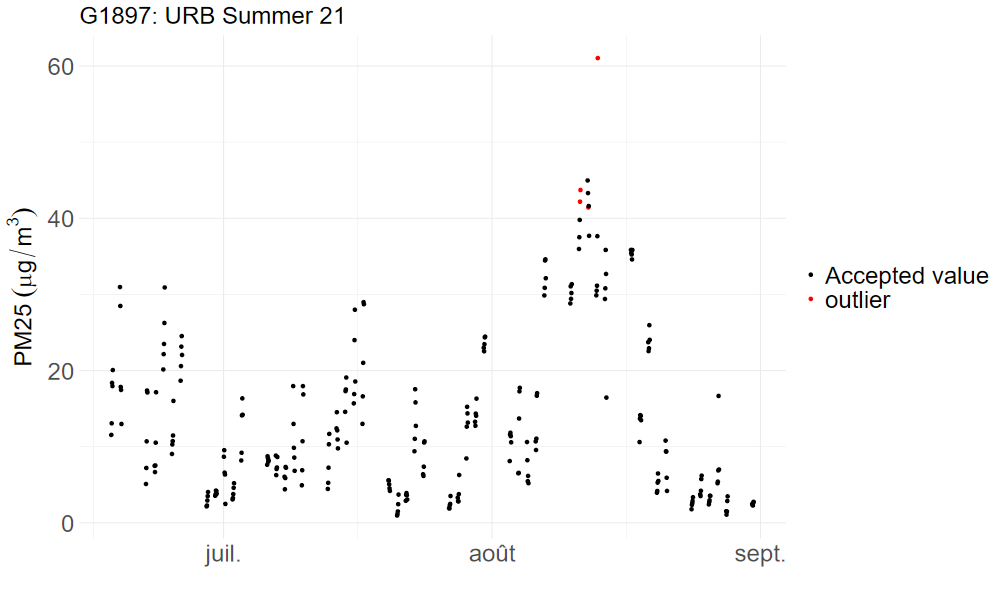 G1897: URB Summer 21
PM25 (μg/m³)
60
40
20
0
juil.
août
sept.
Accepted value
outlier